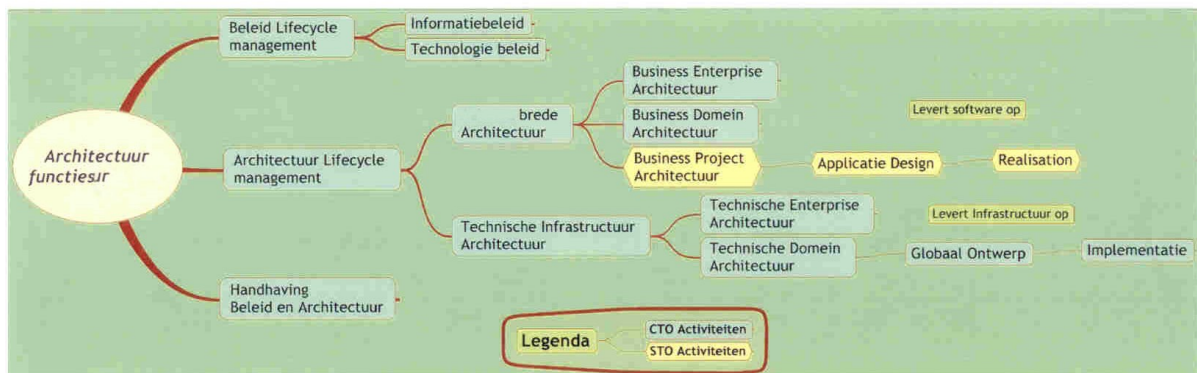 Architectuur
functiesur
Beleid Lifecycle
management
Informatiebeleid
Technologie beleid
Architectuur Lifecycle
management
brede
Architectuur
Business Enterprise
Architectuur
Business Domein
Architectuur
Business Project
Architectuur
Levert software op
Applicatie Design
Realisation
Technische Infrastructuur
Architectuur
Technische Enterprise
Architectuur
Technische Domein
Architectuur
Levert Infrastructuur op
Globaal Ontwerp
Implementatie
Handhaving
Beleid en Architectuur
Legenda
CTO Activiteiten
STO Activiteiten